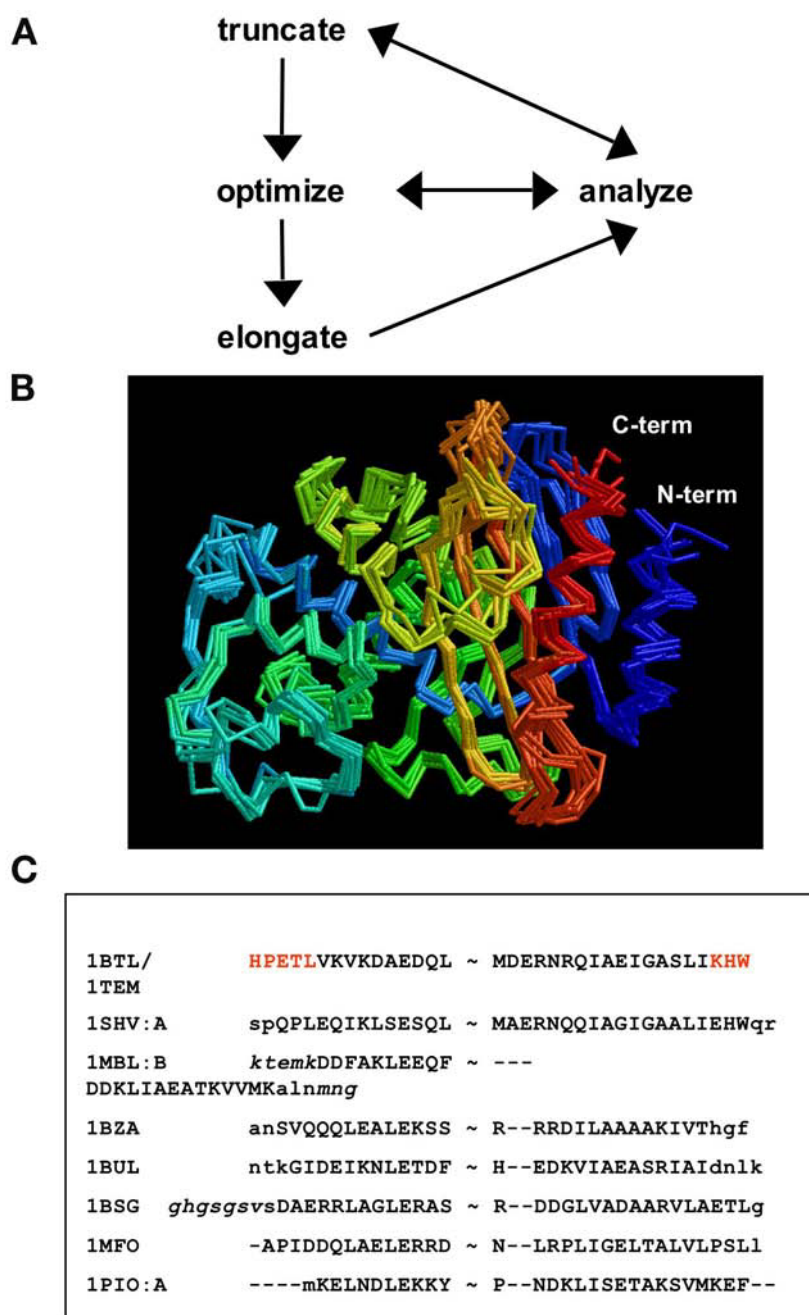 A
truncate
optimize
analyze
elongate
B
C-term
N-term
C
1BTL/ HPETLVKVKDAEDQL ~ MDERNRQIAEIGASLIKHW
1TEM
1SHV:A spQPLEQIKLSESQL ~ MAERNQQIAGIGAALIEHWqr
1MBL:B ktemkDDFAKLEEQF ~ ---
DDKLIAEATKVVMKalnmng
1BZA anSVQQQLEALEKSS ~ R--RRDILAAAAKIVThgf
1BUL ntkGIDEIKNLETDF ~ H--EDKVIAEASRIAIdnlk
1BSG ghgsgsvsDAERRLAGLERAS ~ R--DDGLVADAARVLAETLg
1MFO -APIDDQLAELERRD ~ N--LRPLIGELTALVLPSLl
1PIO:A ----mKELNDLEKKY ~ P--NDKLISETAKSVMKEF--